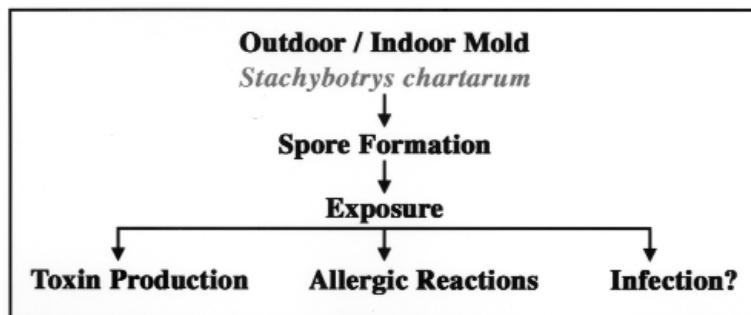 Outdoor / Indoor Mold
Stachybotrys chartarum
Spore Formation
Exposure
Toxin Production Allergic Reactions Infection?